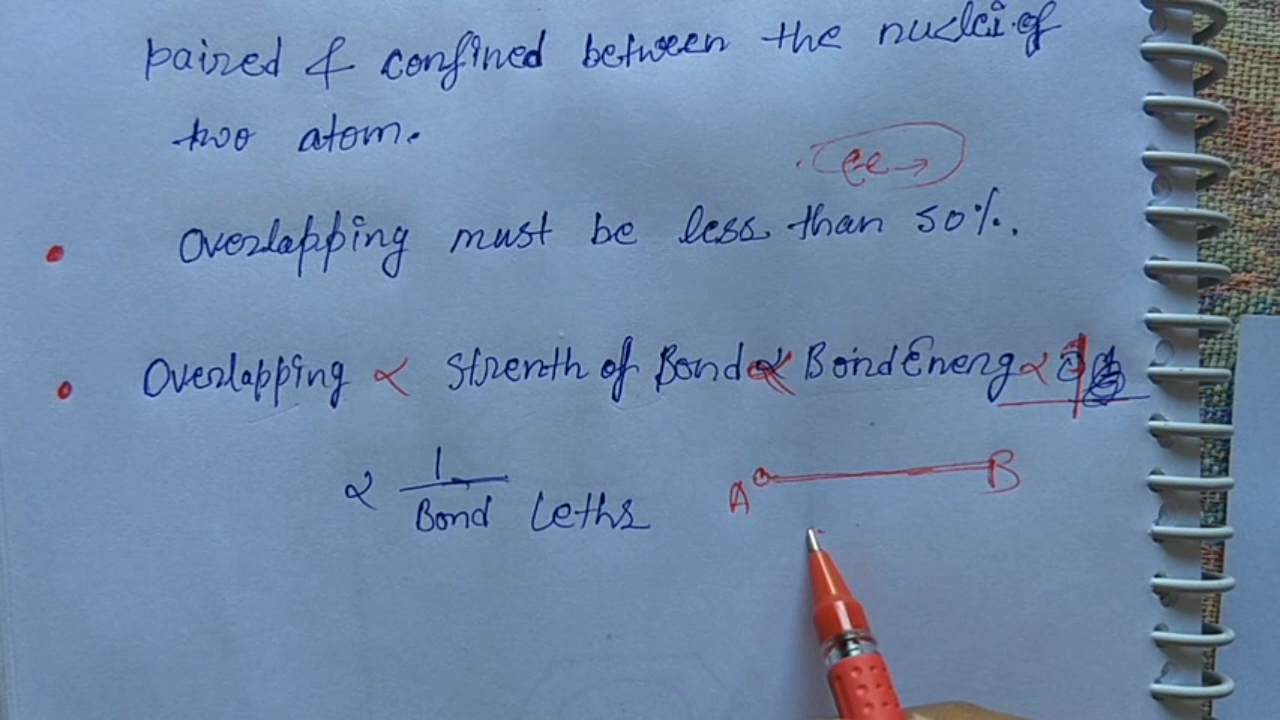 paired & confined between the nuclei of
two atom.
• Overlapping must be less than 50%.
• Overlapping ∝ Strenth of Bond ∝ Bond Energ ∝
∝ 1/Bond Leths
A B